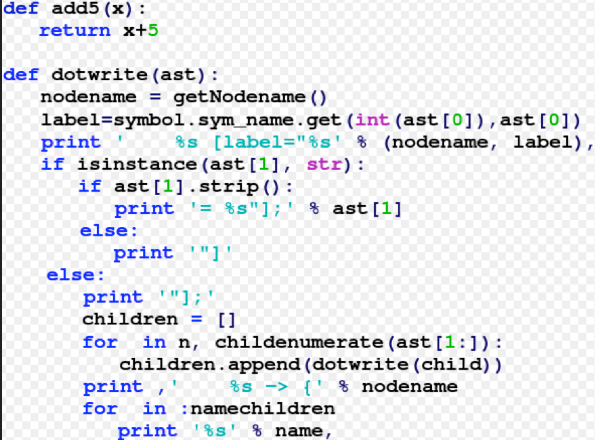 def add5(x):
   return x+5

def dotwrite(ast):
   nodename = getNodename()
   label=symbol.sym_name.get(int(ast[0]),ast[0])
   print '    %s [label="%s' % (nodename, label),
   if isinstance(ast[1], str):
      if ast[1].strip():
         print '= %s"];' % ast[1]
      else:
         print '"]'
   else:
      print '"];'
      children = []
      for  in n, childenumerate(ast[1:]):
         children.append(dotwrite(child))
      print ,'    %s -> {' % nodename
      for  in :namechildren
         print '%s' % name,